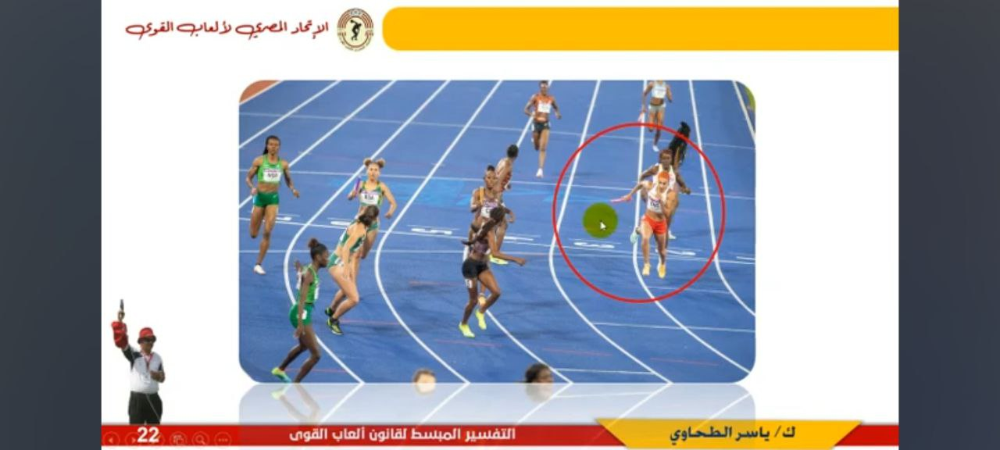 الإتحاد المصري لألعاب القوى
22
التفسير المبسط لقانون ألعاب القوى
ك/ ياسر الطحاوي